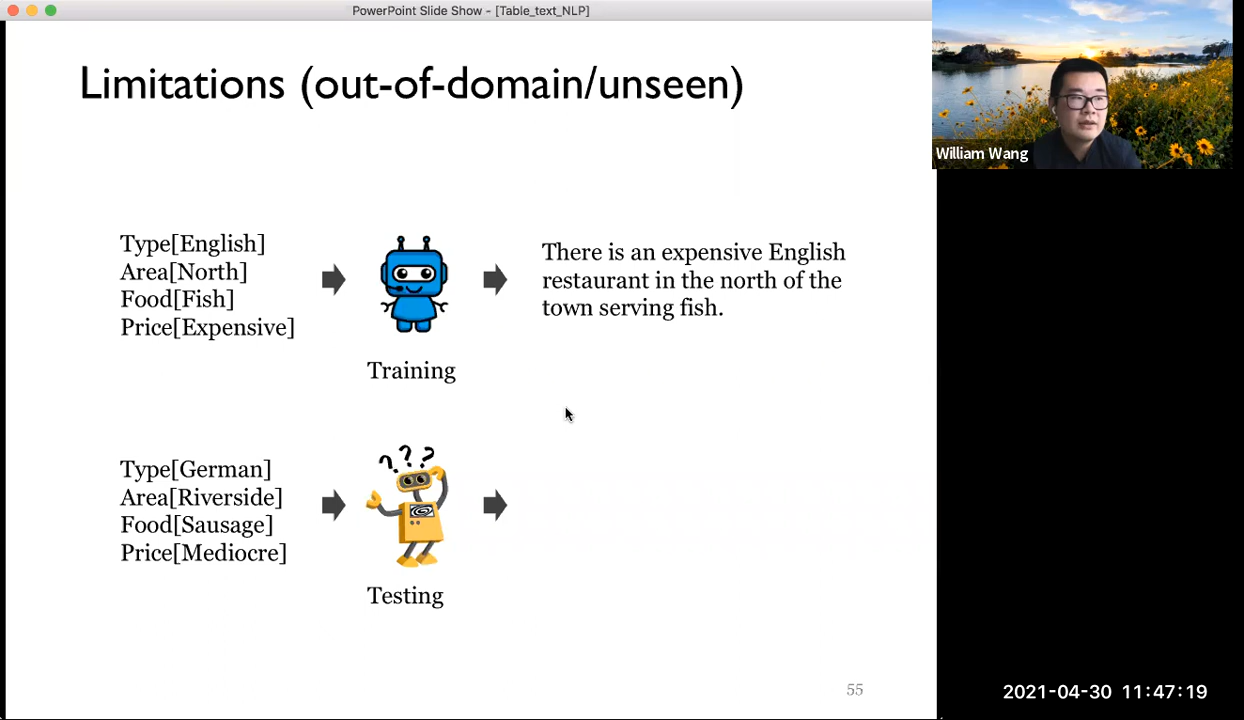 PowerPoint Slide Show - [Table_text_NLP]
Limitations (out-of-domain/unseen)
William Wang
Type[English]
Area[North]
Food[Fish]
Price[Expensive]
There is an expensive English
restaurant in the north of the
town serving fish.
Training
???
Type[German]
Area[Riverside]
Food[Sausage]
Price[Mediocre]
Testing
55
2021-04-30 11:47:19